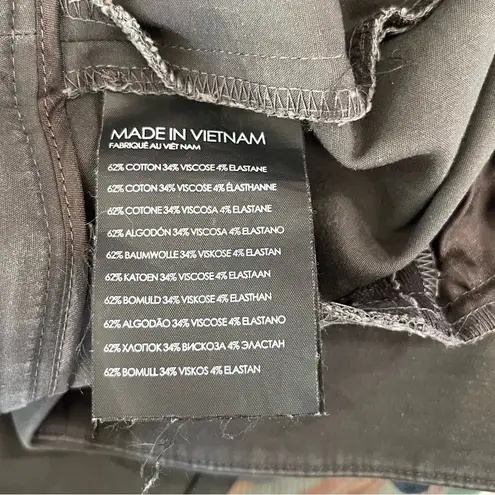 MADE IN VIETNAM
FABRIQUÉ AU VIÊT NAM
62% COTTON 34% VISCOSE 4% ELASTANE
62% COTON 34% VISCOSE 4% ÉLASTHANNE
62% COTONE 34% VISCOSA 4% ELASTANE
62% ALGODÓN 34% VISCOSA 4% ELASTANO
62% BAUMWOLLE 34% VISKOSE 4% ELASTAN
62% KATOEN 34% VISCOSE 4% ELASTAAN
62% BOMULD 34% VISKOSE 4% ELASTHAN
62% ALGODÃO 34% VISCOSE 4% ELASTANO
62% ХЛОПОК 34% ВИСКОЗА 4% ЭЛАСТАН
62% BOMULL 34% VISKOS 4% ELASTAN